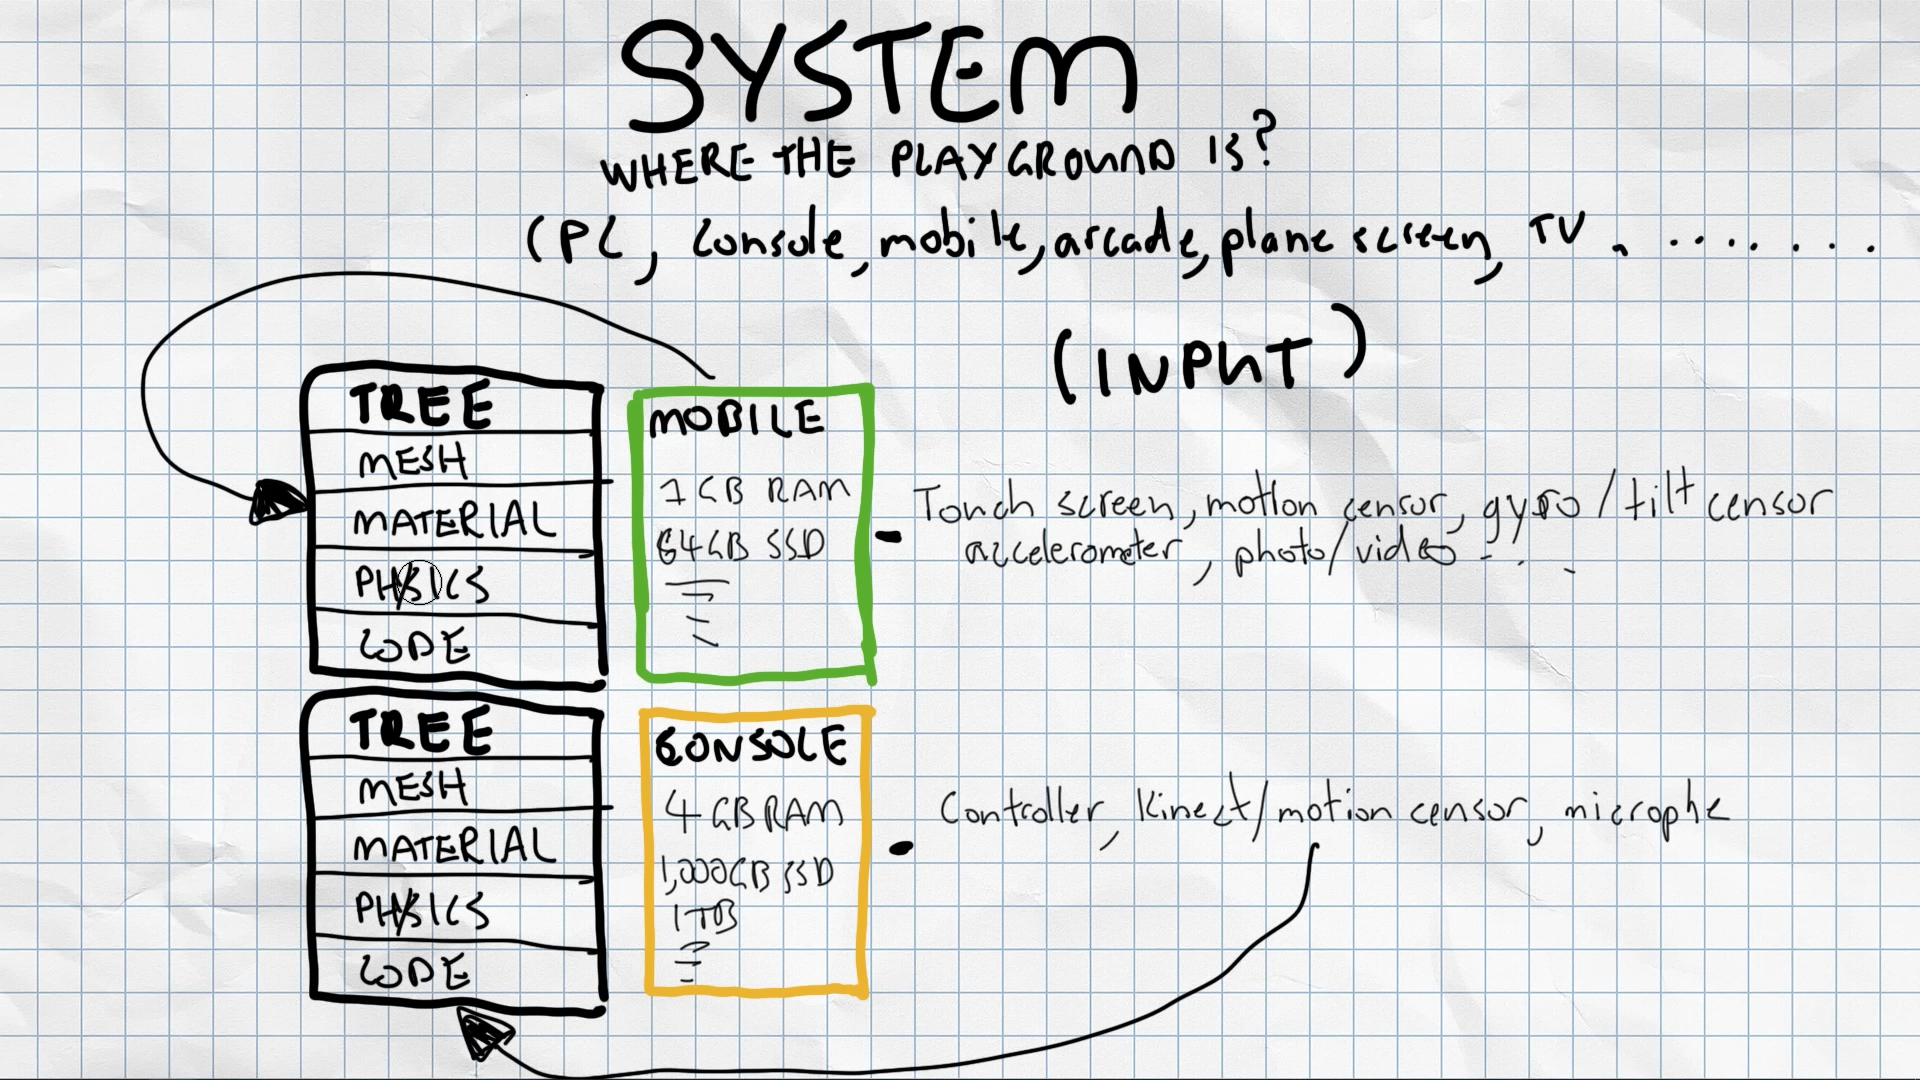 SYSTEM
WHERE THE PLAYGROUND IS?
(PC, console, mobile, arcade, plane screen, TV, ........
(INPUT)
TREE
MESH
MATERIAL
PHYSICS
CODE
MOBILE
1 GB RAM
64GB SSD
Touch screen, motion censor, gyro/tilt censor
accelerometer, photo/video - . .
TREE
MESH
MATERIAL
PHYSICS
CODE
CONSOLE
4 GB RAM
1,000GB SSD
1TB
Controller, Kinect/motion censor, microphe